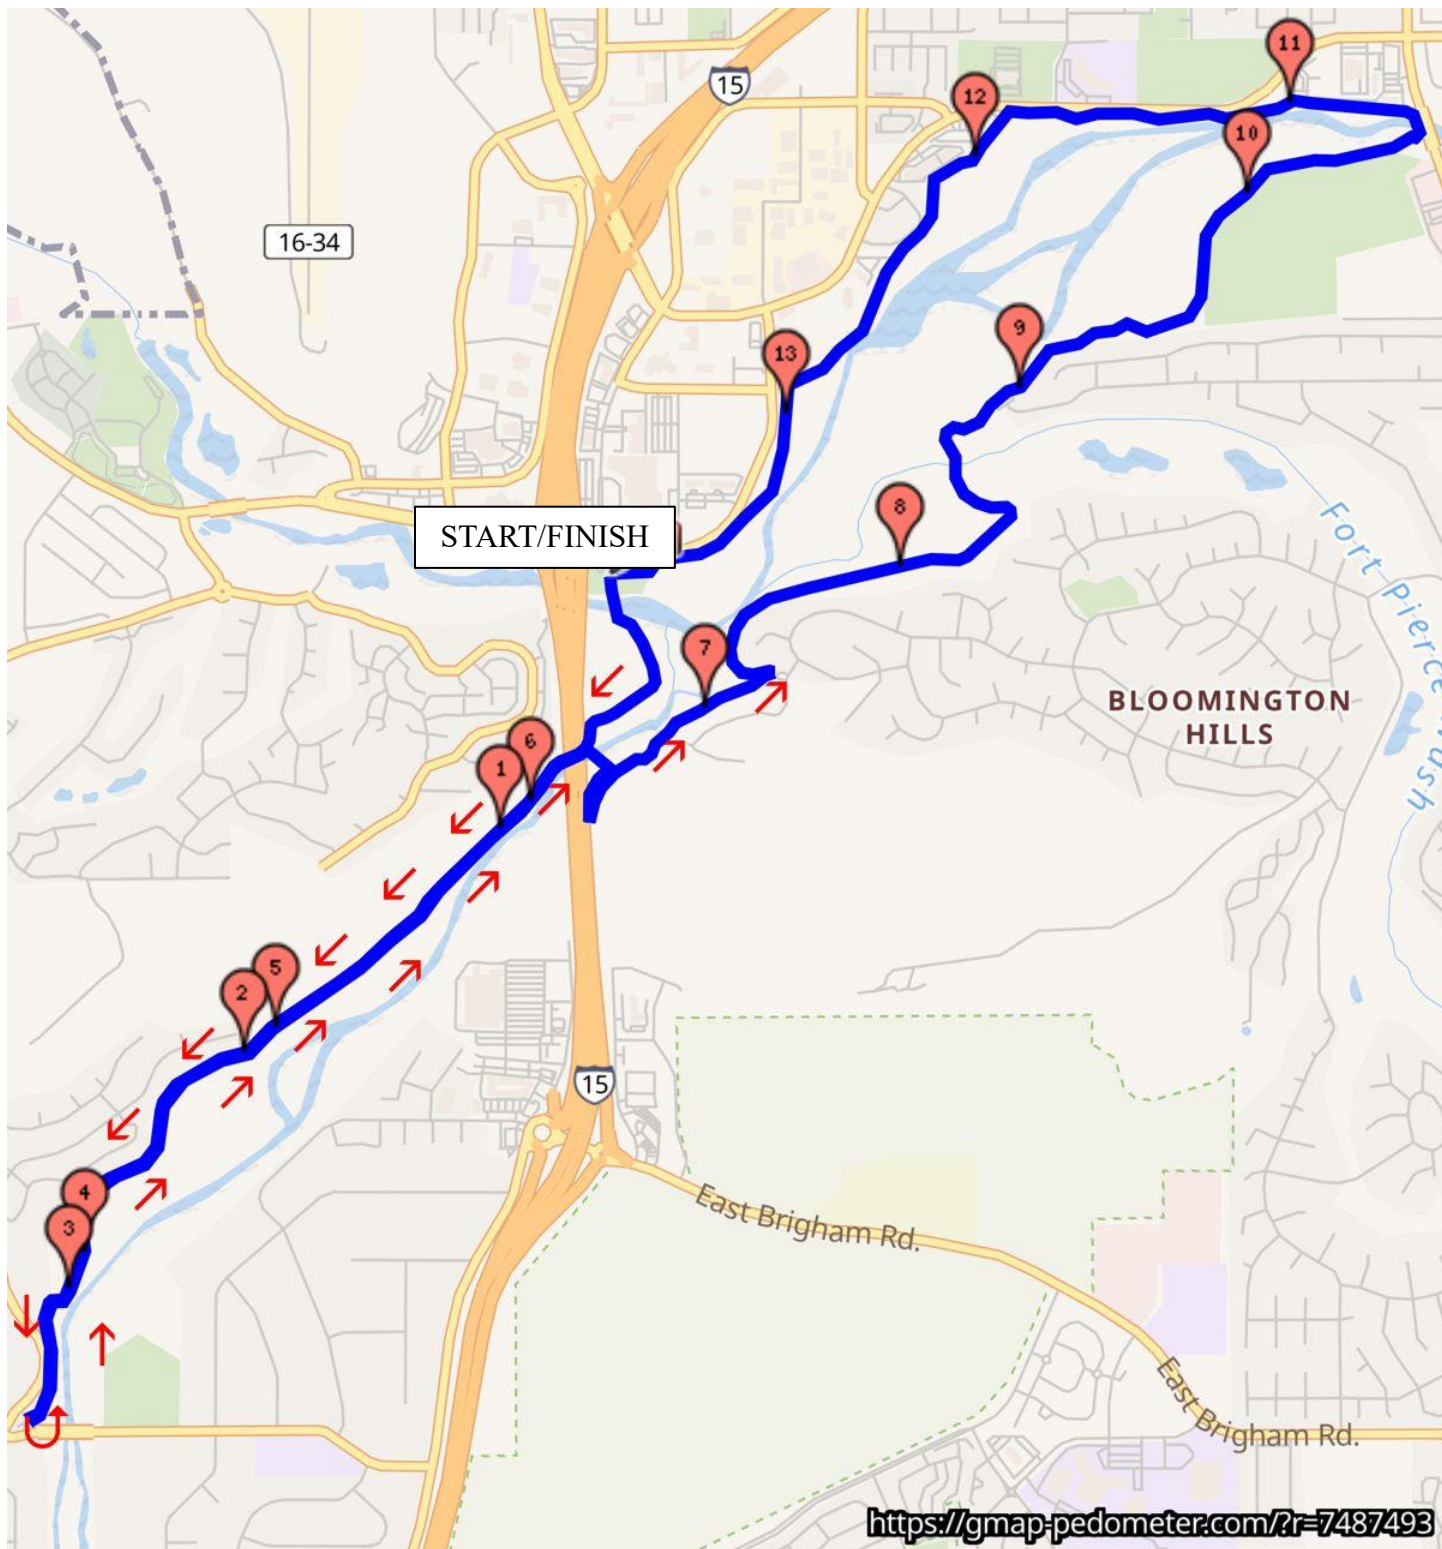 11
15
12
10
16-34
9
13
8
START/FINISH
Fort Pierce Wash
7
BLOOMINGTON
HILLS
6
1
5
2
15
4
3
East Brigham Rd.
East Brigham Rd.
https://gmap-pedometer.com/?r=7487493